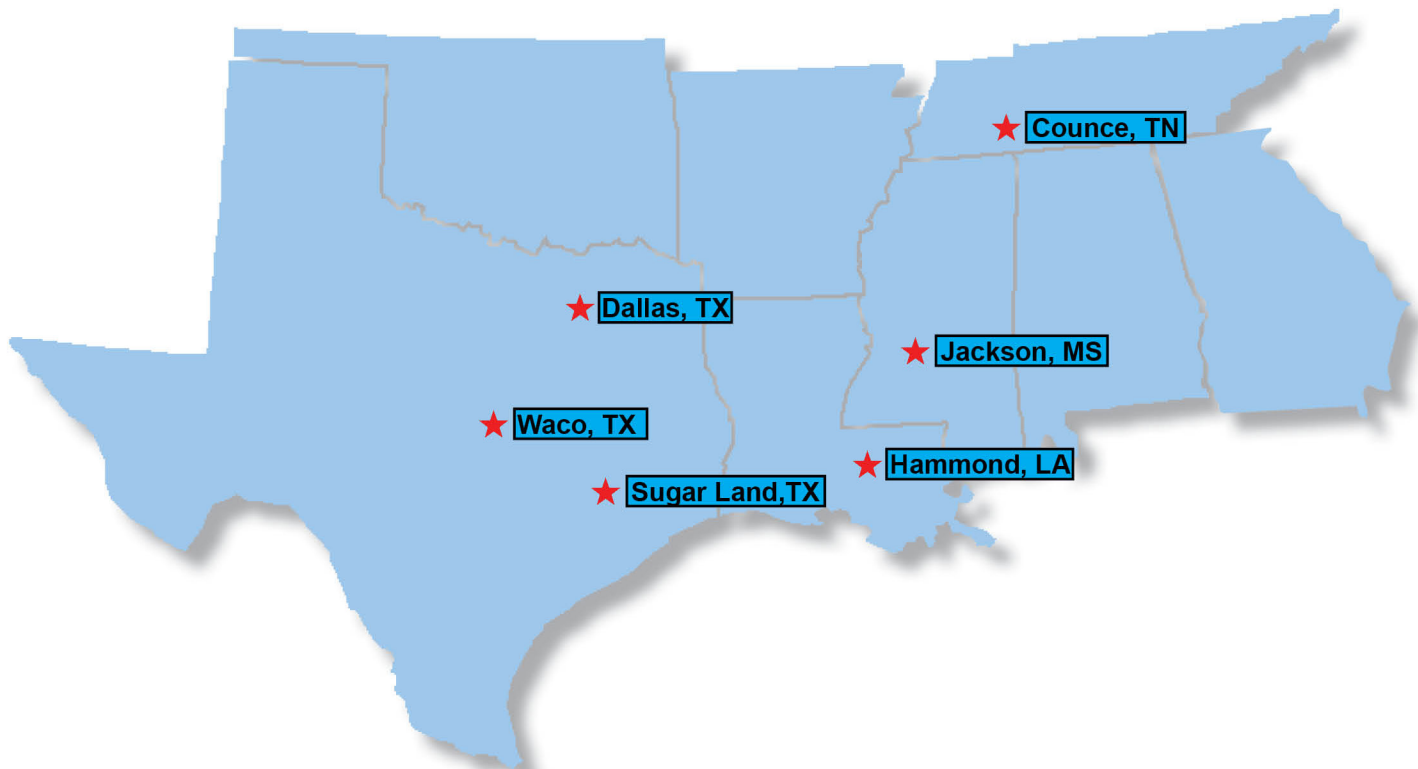 Counce, TN
Dallas, TX
Jackson, MS
Waco, TX
Hammond, LA
Sugar Land,TX